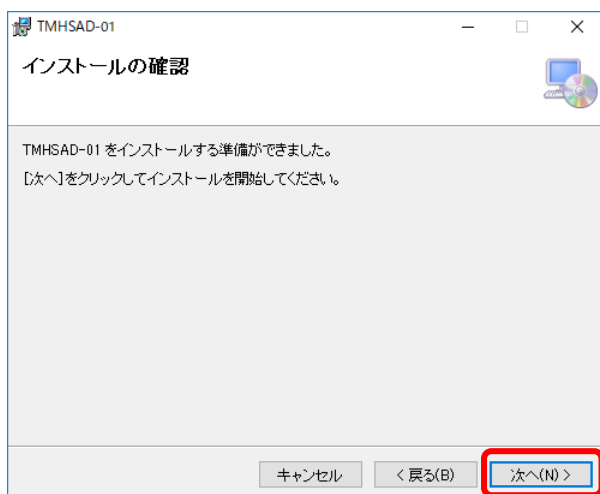 TMHSAD-01
インストールの確認
TMHSAD-01 をインストールする準備ができました。
[次へ]をクリックしてインストールを開始してください。
キャンセル
< 戻る(B)
次へ(N) >